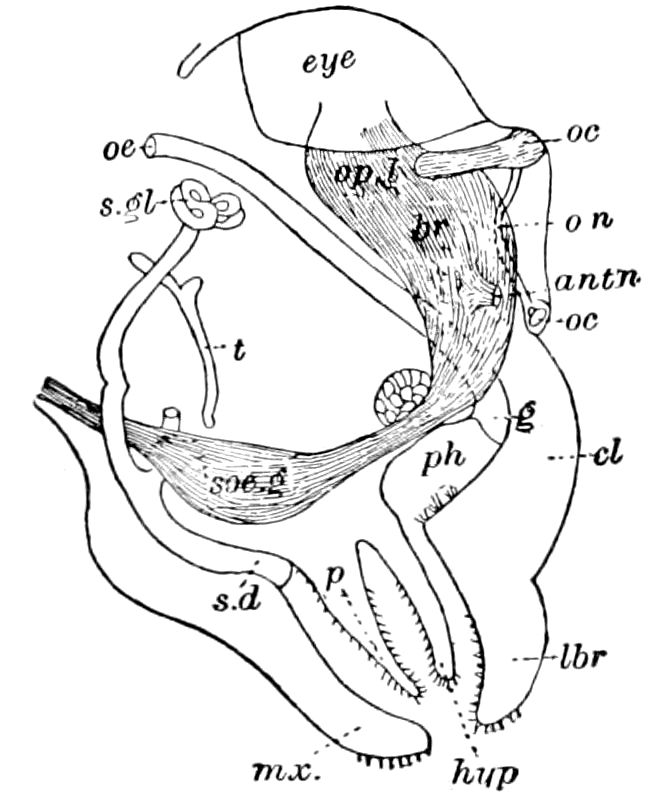 eye
oe
oc
op.l
s.gl
br
o n
antn.
oc
t
g
ph
cl
soe.g
p
s.d
lbr
mx.
hyp